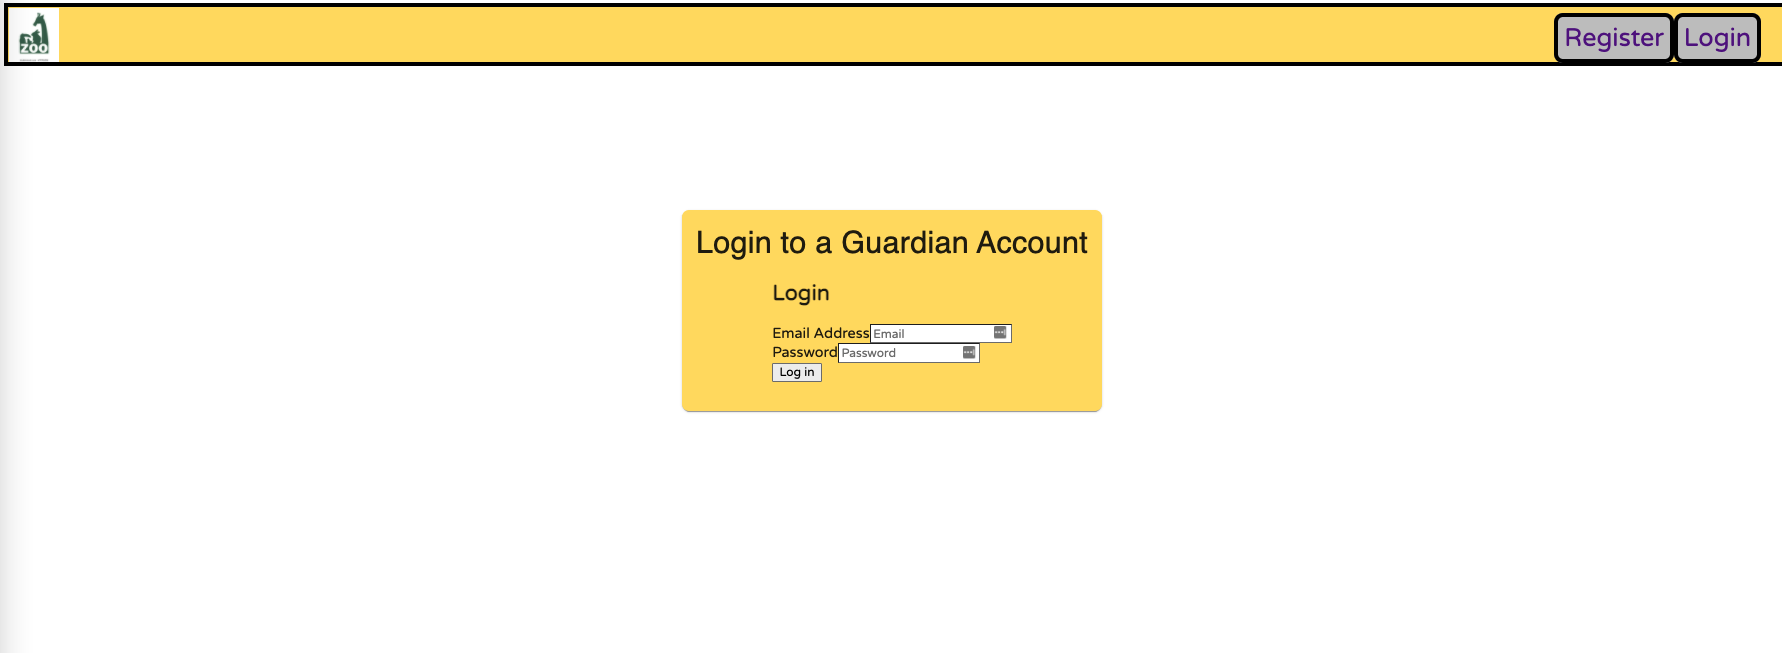 ZOO
Register
Login
Login to a Guardian Account
Login
Email Address Email
Password Password
Log in